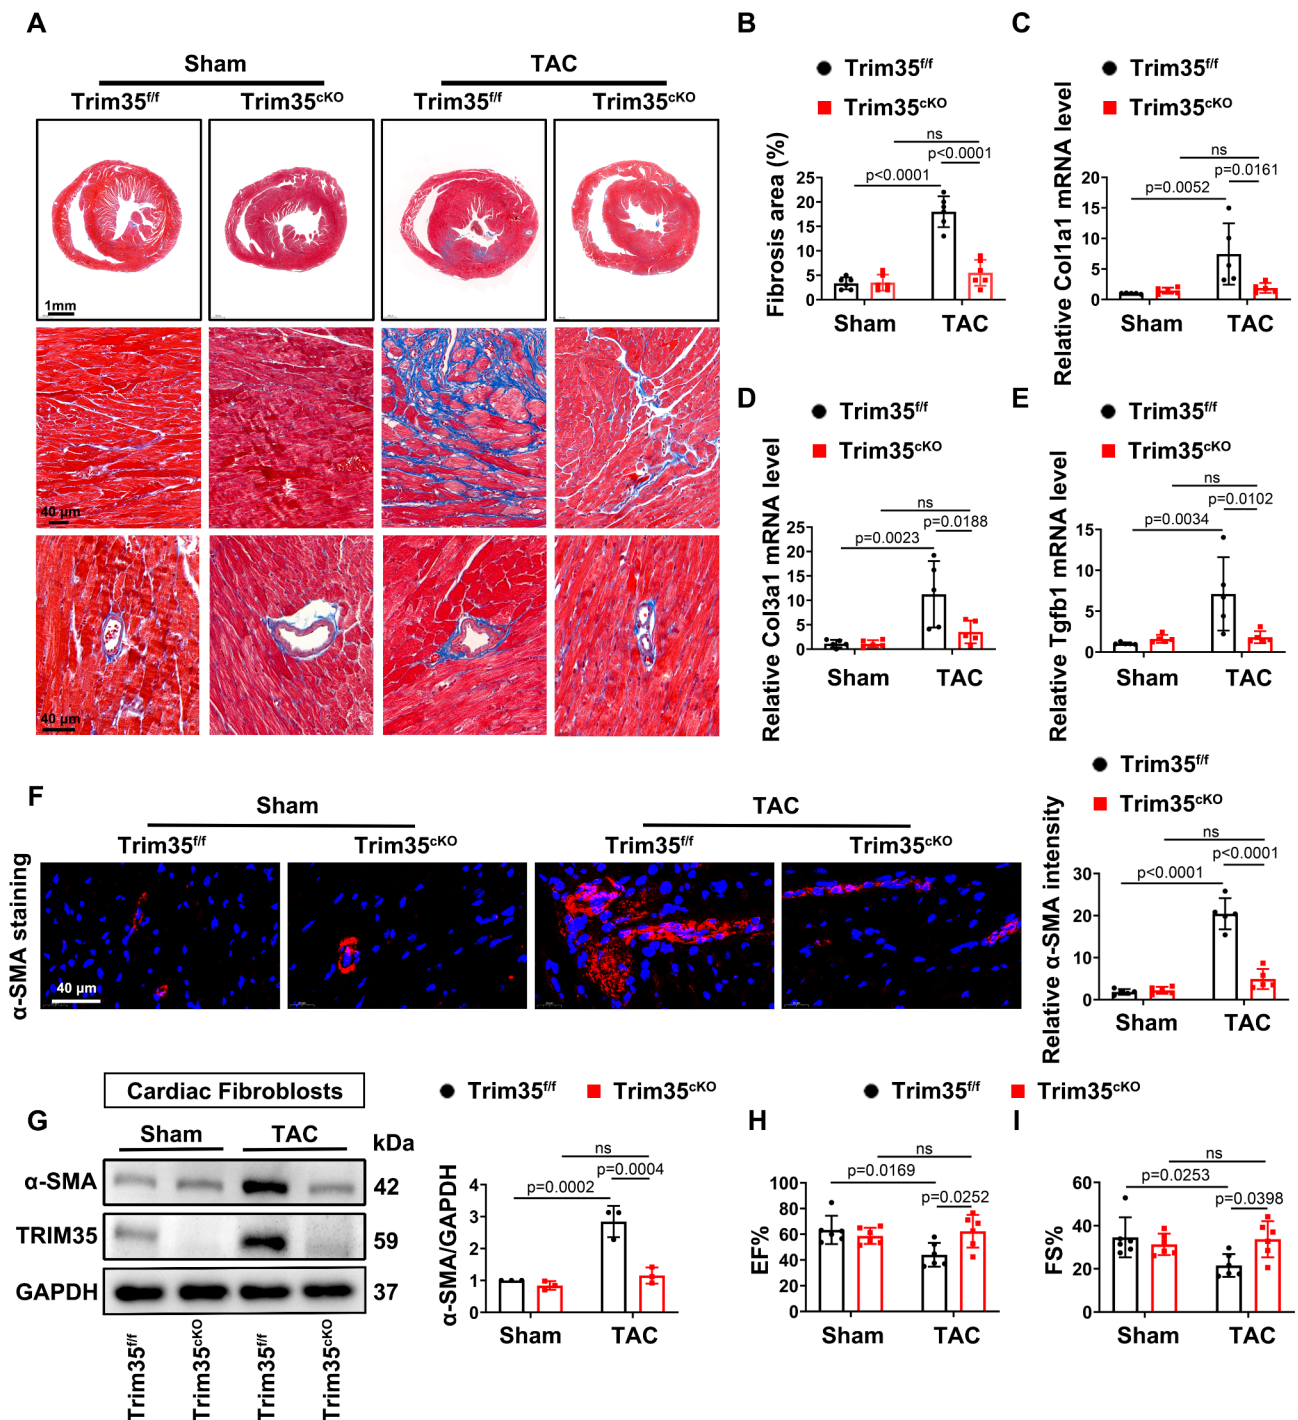 A
Sham
TAC
Trim35f/f
Trim35cKO
Trim35f/f
Trim35cKO
1mm
40 μm
40 μm
B
Trim35f/f
Trim35cKO
Fibrosis area (%)
ns
p<0.0001
p<0.0001
25
20
15
10
5
0
Sham
TAC
C
Trim35f/f
Trim35cKO
Relative Col1a1 mRNA level
ns
p=0.0161
p=0.0052
20
15
10
5
0
Sham
TAC
D
Trim35f/f
Trim35cKO
Relative Col3a1 mRNA level
ns
p=0.0188
p=0.0023
25
20
15
10
5
0
Sham
TAC
E
Trim35f/f
Trim35cKO
Relative Tgfb1 mRNA level
ns
p=0.0102
p=0.0034
15
10
5
0
Sham
TAC
F
Sham
TAC
Trim35f/f
Trim35cKO
Trim35f/f
Trim35cKO
α-SMA staining
40 μm
Trim35f/f
Trim35cKO
Relative α-SMA intensity
ns
p<0.0001
p<0.0001
30
20
10
0
Sham
TAC
G
Cardiac Fibroblosts
Sham
TAC
kDa
α-SMA
42
TRIM35
59
GAPDH
37
Trim35f/f
Trim35cKO
Trim35f/f
Trim35cKO
Trim35f/f
Trim35cKO
α-SMA/GAPDH
ns
p=0.0004
p=0.0002
4
3
2
1
0
Sham
TAC
Trim35f/f
Trim35cKO
H
EF%
ns
p=0.0169
p=0.0252
100
80
60
40
20
0
Sham
TAC
I
FS%
ns
p=0.0253
p=0.0398
60
40
20
0
Sham
TAC